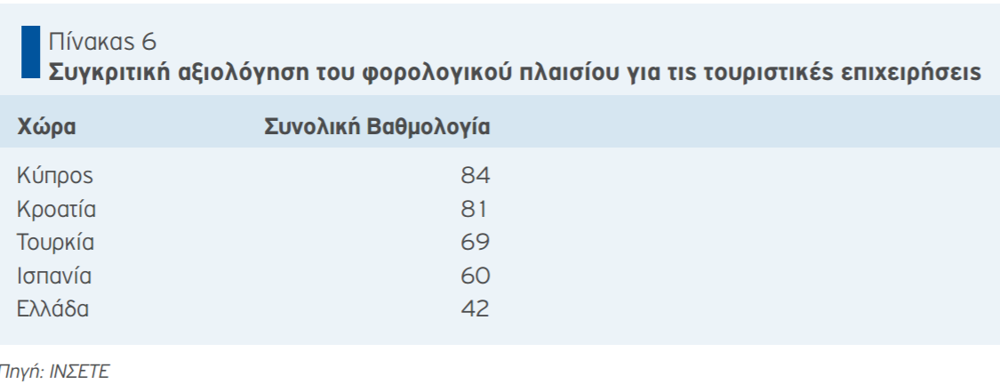 Πίνακας 6
Συγκριτική αξιολόγηση του φορολογικού πλαισίου για τις τουριστικές επιχειρήσεις
Χώρα Συνολική Βαθμολογία
Κύπρος 84
Κροατία 81
Τουρκία 69
Ισπανία 60
Ελλάδα 42
Πηγή: ΙΝΣΕΤΕ